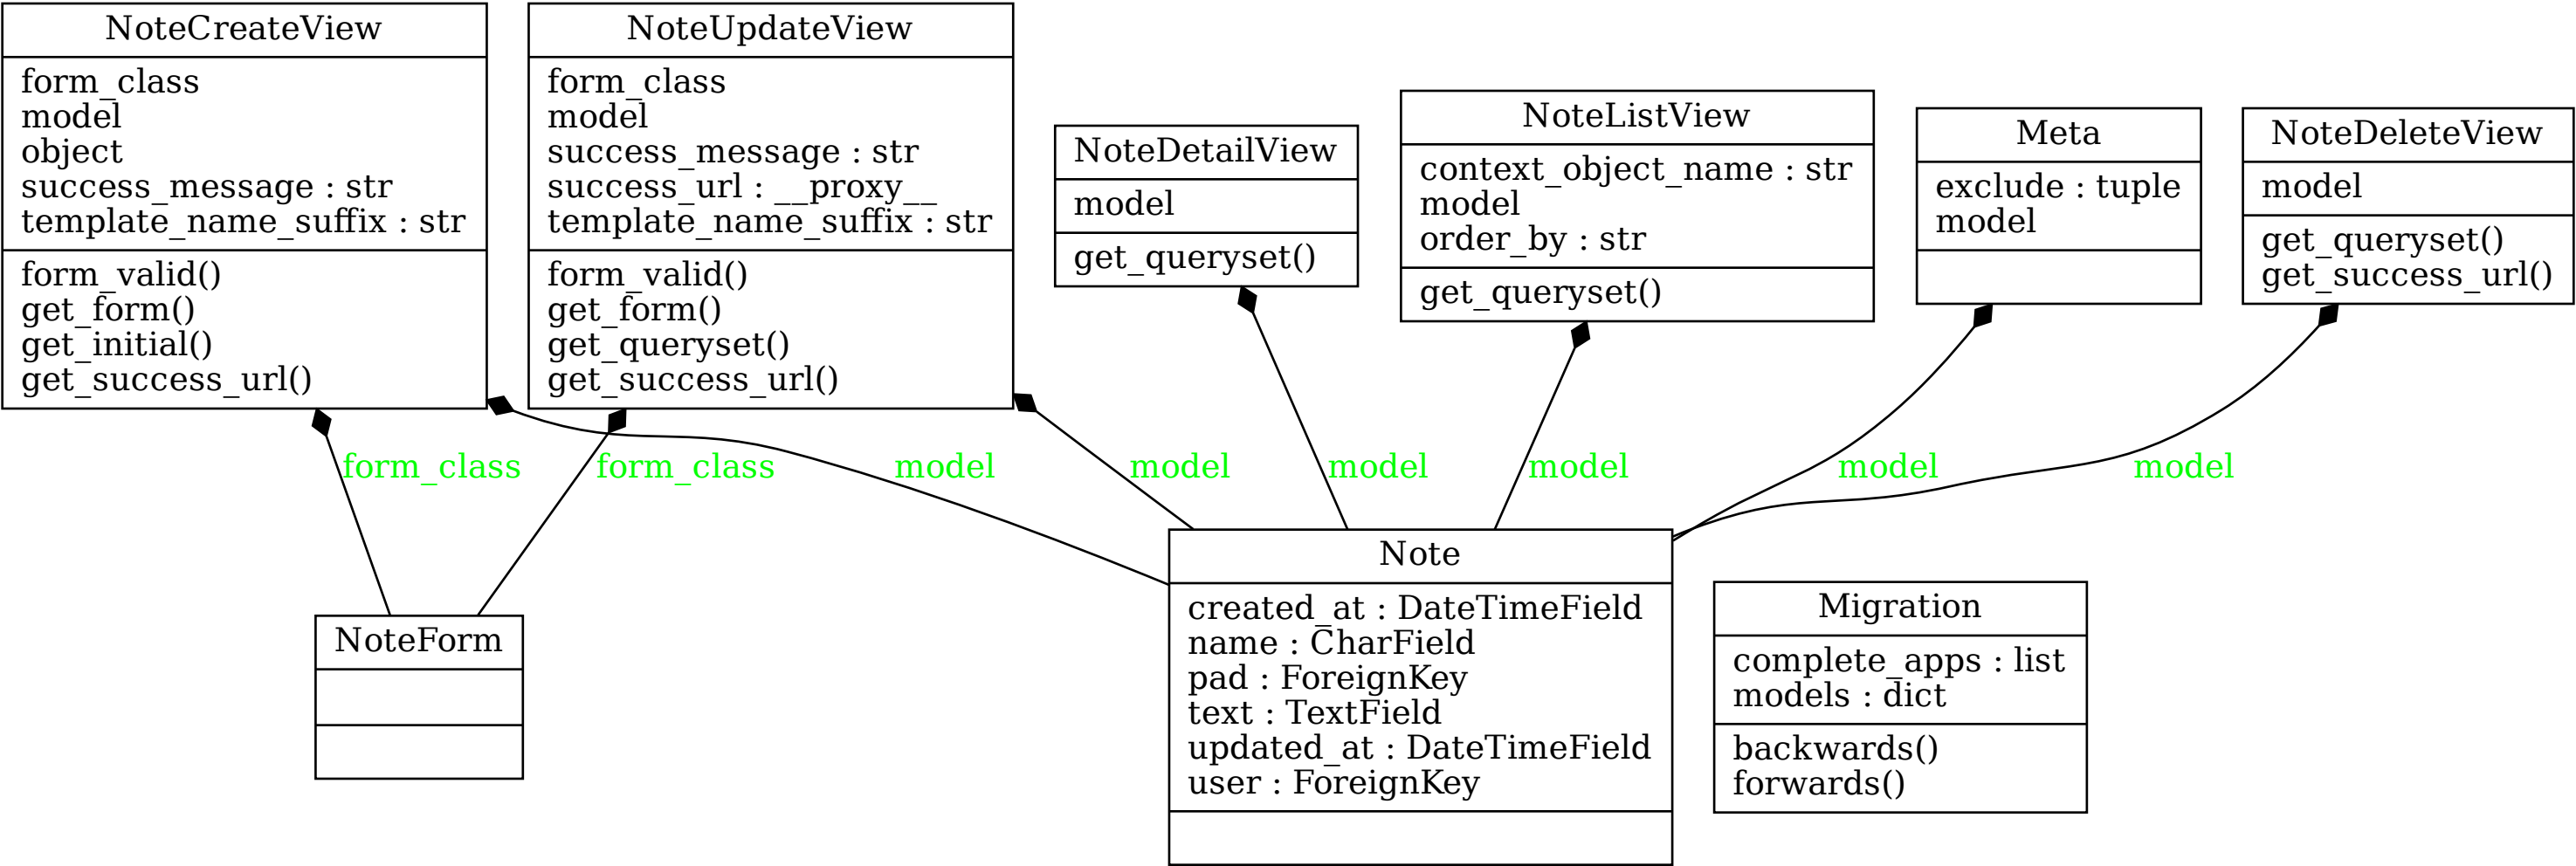 NoteCreateView
form_class
model
object
success_message : str
template_name_suffix : str
form_valid()
get_form()
get_initial()
get_success_url()
NoteUpdateView
form_class
model
success_message : str
success_url : __proxy__
template_name_suffix : str
form_valid()
get_form()
get_queryset()
get_success_url()
NoteDetailView
model
get_queryset()
NoteListView
context_object_name : str
model
order_by : str
get_queryset()
Meta
exclude : tuple
model
NoteDeleteView
model
get_queryset()
get_success_url()
form_class
form_class
model
model
model
model
model
model
NoteForm
Note
created_at : DateTimeField
name : CharField
pad : ForeignKey
text : TextField
updated_at : DateTimeField
user : ForeignKey
Migration
complete_apps : list
models : dict
backwards()
forwards()